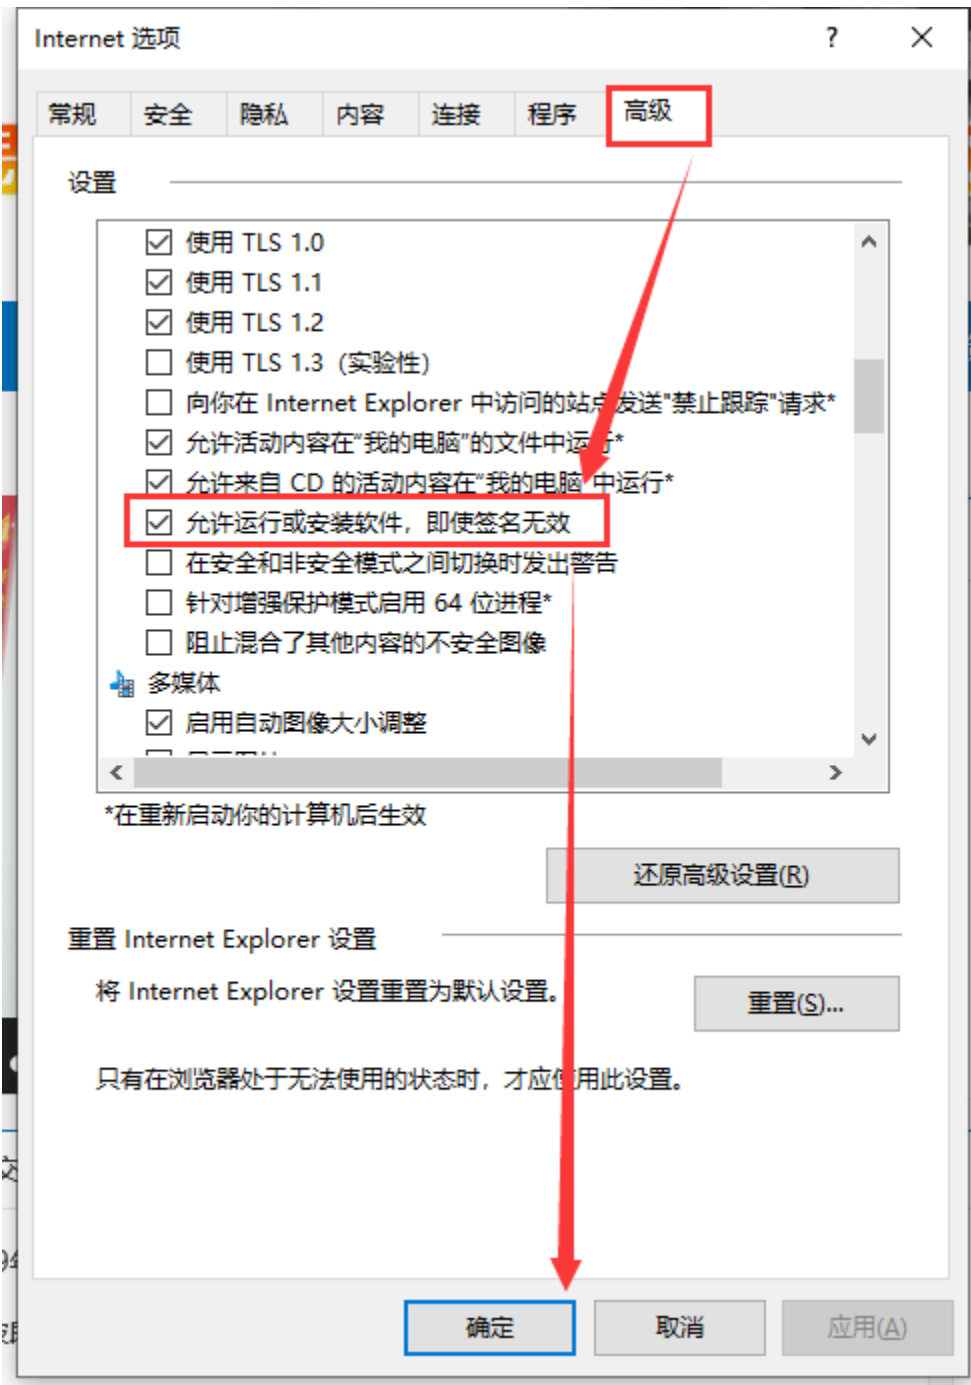 Internet 选项
?
常规 安全 隐私 内容 连接 程序 高级
设置
使用 TLS 1.0
使用 TLS 1.1
使用 TLS 1.2
使用 TLS 1.3（实验性）
向你在 Internet Explorer 中访问的站点发送"禁止跟踪"请求*
允许活动内容在“我的电脑”的文件中运行*
允许来自 CD 的活动内容在“我的电脑”中运行*
允许运行或安装软件，即使签名无效
在安全和非安全模式之间切换时发出警告
针对增强保护模式启用 64 位进程*
阻止混合了其他内容的不安全图像
多媒体
启用自动图像大小调整
*在重新启动你的计算机后生效
还原高级设置(R)
重置 Internet Explorer 设置
将 Internet Explorer 设置重置为默认设置。
重置(S)...
只有在浏览器处于无法使用的状态时，才应使用此设置。
确定 取消 应用(A)